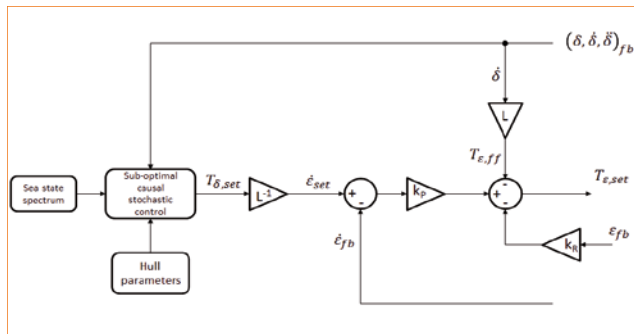 (δ, δ̇, δ̈)fb
δ̇
L
Tε,ff
Sea state
spectrum
Sub-optimal
causal
stochastic
control
Tδ,set
L⁻¹
ε̇set
+
-
kP
-
+
-
Tε,set
ε̇fb
kR
εfb
Hull
parameters